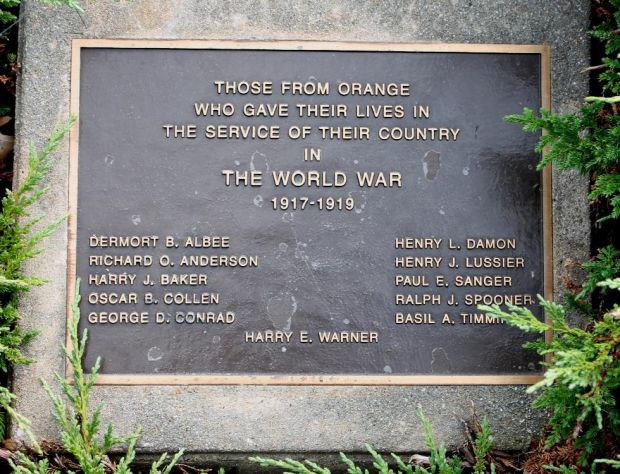 THOSE FROM ORANGE
WHO GAVE THEIR LIVES IN
THE SERVICE OF THEIR COUNTRY
IN
THE WORLD WAR
1917-1919
DERMORT B. ALBEE
RICHARD O. ANDERSON
HARRY J. BAKER
OSCAR B. COLLEN
GEORGE D. CONRAD
HENRY L. DAMON
HENRY J. LUSSIER
PAUL E. SANGER
RALPH J. SPOONER
BASIL A.
HARRY E. WARNER